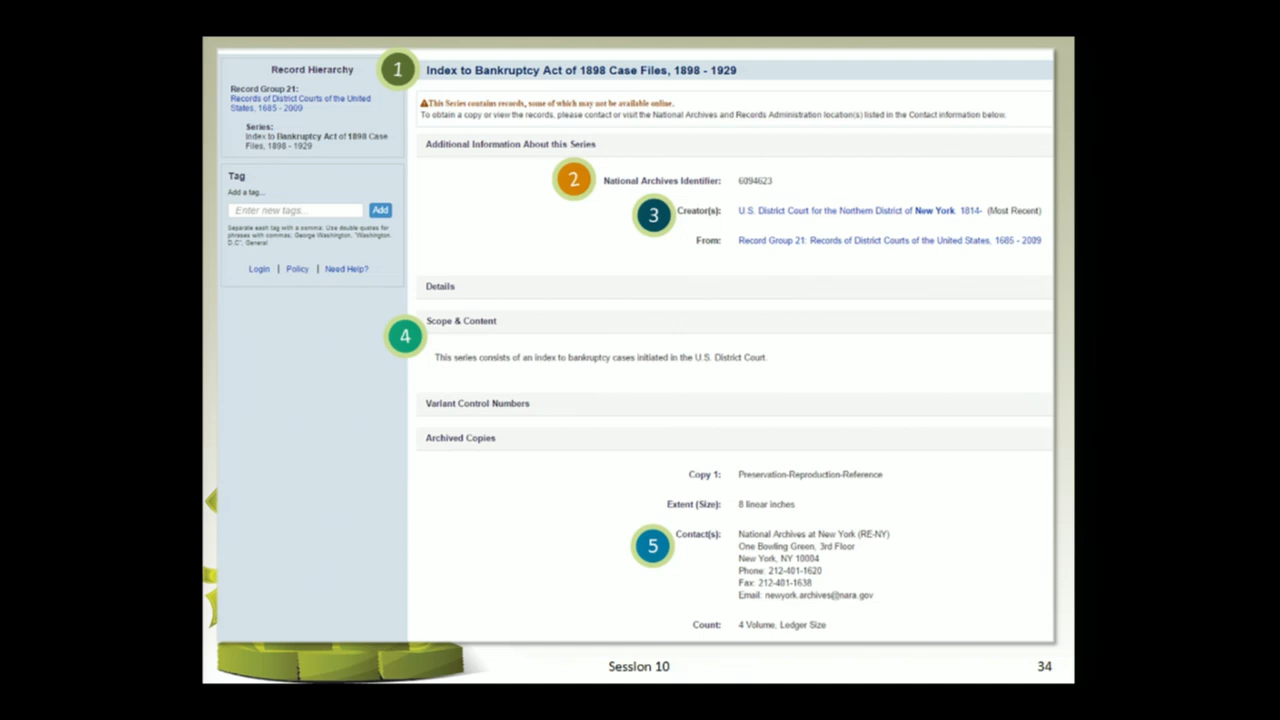 Record Hierarchy
Record Group 21:
Records of District Courts of the United
States, 1685 - 2009
Series:
Index to Bankruptcy Act of 1898 Case
Files, 1898 - 1929
Tag
Add a tag...
Enter new tags...
Add
Separate each tag with a comma; Use double quotes for
phrases with commas; George Washington, "Washington
D.C", General
Login | Policy | Need Help?
1
Index to Bankruptcy Act of 1898 Case Files, 1898 - 1929
This Series contains records, some of which may not be available online.
To obtain a copy or view the records, please contact or visit the National Archives and Records Administration location(s) listed in the Contact information below.
Additional Information About this Series
2
National Archives Identifier: 6094623
3
Creator(s): U.S. District Court for the Northern District of New York. 1814- (Most Recent)
From: Record Group 21: Records of District Courts of the United States, 1685 - 2009
Details
4
Scope & Content
This series consists of an index to bankruptcy cases initiated in the U.S. District Court.
Variant Control Numbers
Archived Copies
Copy 1: Preservation-Reproduction-Reference
Extent (Size): 8 linear inches
5
Contact(s): National Archives at New York (RE-NY)
One Bowling Green, 3rd Floor
New York, NY 10004
Phone: 212-401-1620
Fax: 212-401-1638
Email: newyork.archives@nara.gov
Count: 4 Volume, Ledger Size
Session 10
34